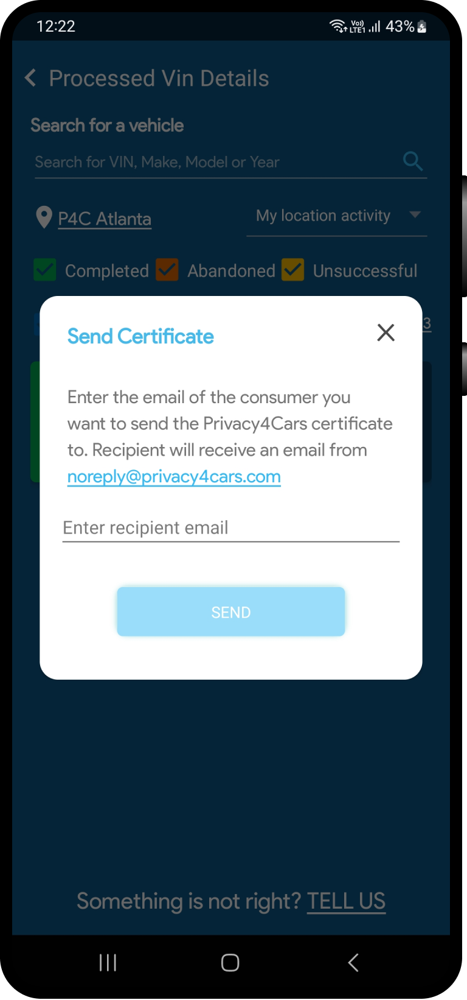 12:22
Vo)) LTE1 43%
Processed Vin Details
Search for a vehicle
Search for VIN, Make, Model or Year
P4C Atlanta
My location activity
Completed Abandoned Unsuccessful
3
Send Certificate
Enter the email of the consumer you
want to send the Privacy4Cars certificate
to. Recipient will receive an email from
noreply@privacy4cars.com
Enter recipient email
SEND
Something is not right? TELL US